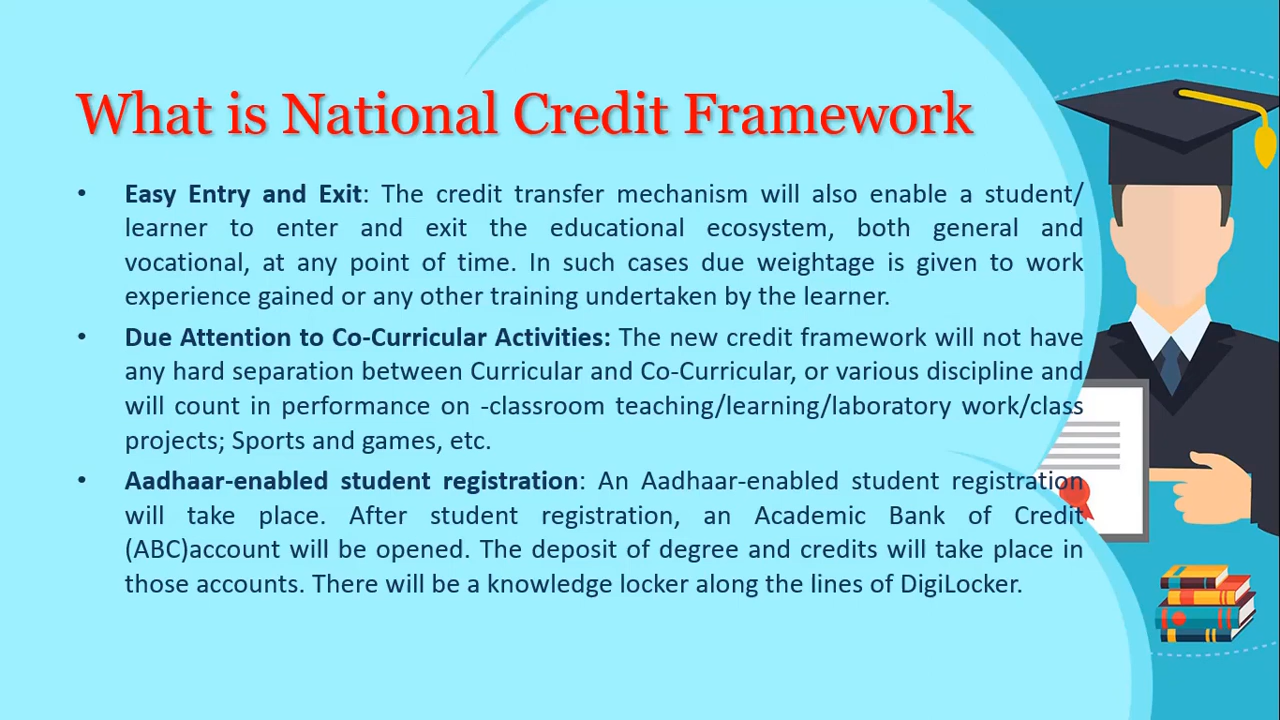 What is National Credit Framework
• Easy Entry and Exit: The credit transfer mechanism will also enable a student/
learner to enter and exit the educational ecosystem, both general and
vocational, at any point of time. In such cases due weightage is given to work
experience gained or any other training undertaken by the learner.
• Due Attention to Co-Curricular Activities: The new credit framework will not have
any hard separation between Curricular and Co-Curricular, or various discipline and
will count in performance on -classroom teaching/learning/laboratory work/class
projects; Sports and games, etc.
• Aadhaar-enabled student registration: An Aadhaar-enabled student registration
will take place. After student registration, an Academic Bank of Credit
(ABC)account will be opened. The deposit of degree and credits will take place in
those accounts. There will be a knowledge locker along the lines of DigiLocker.